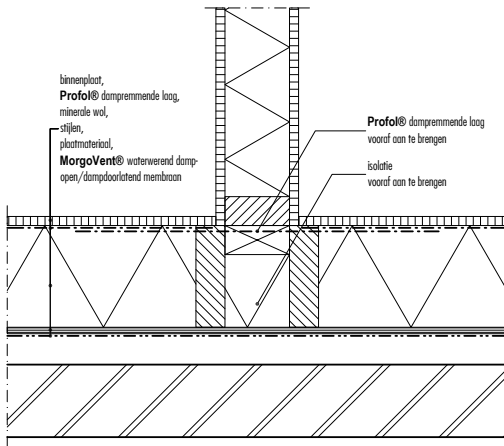 binnenplaat,
Profol® dampremmende laag,
minerale wol,
stijlen,
plaatmateriaal,
MorgoVent® waterwerend damp-
open/dampdoorlatend membraan
Profol® dampremmende laag
vooraf aan te brengen
isolatie
vooraf aan te brengen